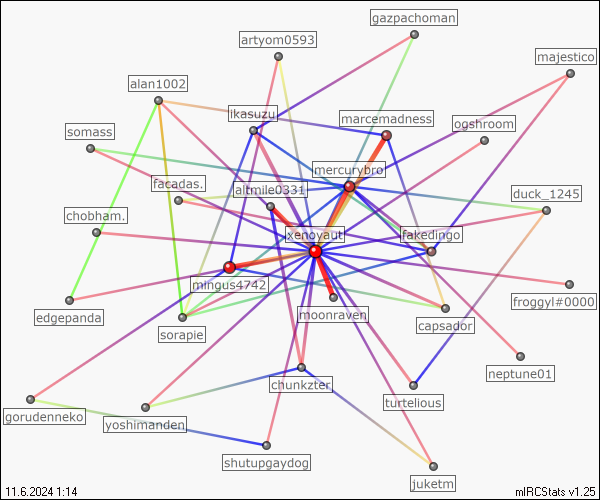 gazpachoman
artyom0593
majestico
alan1002
ikasuzu
marcemadness
ogshroom
somass
mercurybro
facadas.
altmile0331
duck_1245
chobham.
xenoyaut
fakedingo
mingus4742
froggyl#0000
edgepanda
moonraven
capsador
sorapie
neptune01
chunkzter
turtelious
gorudenneko
yoshimanden
shutupgaydog
juketm
11.6.2024 1:14
mIRCStats v1.25